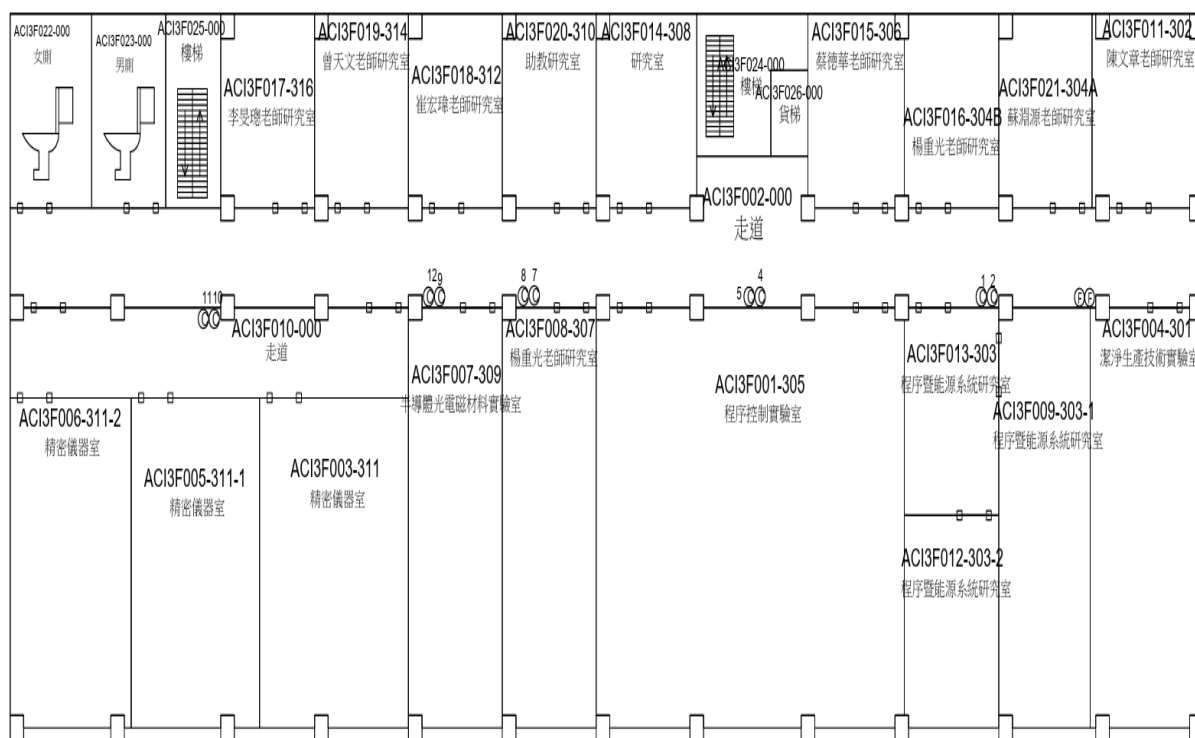 ACI3F022-000
女廁
ACI3F023-000
男廁
ACI3F025-000
樓梯
ACI3F017-316
李旻璁老師研究室
ACI3F019-314
曾天文老師研究室
ACI3F018-312
崔宏瑋老師研究室
ACI3F020-310
助教研究室
ACI3F014-308
研究室
ACI3F024-000
樓梯
ACI3F026-000
貨梯
ACI3F015-306
蔡德華老師研究室
ACI3F016-304B
楊重光老師研究室
ACI3F021-304A
蘇淵源老師研究室
ACI3F011-302
陳文章老師研究室
ACI3F002-000
走道
11
10
12
9
8
7
5
4
1
2
F
F
ACI3F010-000
走道
ACI3F006-311-2
精密儀器室
ACI3F005-311-1
精密儀器室
ACI3F003-311
精密儀器室
ACI3F007-309
半導體光電磁材料實驗室
ACI3F008-307
楊重光老師研究室
ACI3F001-305
程序控制實驗室
ACI3F013-303
程序暨能源系統研究室
ACI3F012-303-2
程序暨能源系統研究室
ACI3F009-303-1
程序暨能源系統研究室
ACI3F004-301
潔淨生產技術實驗室